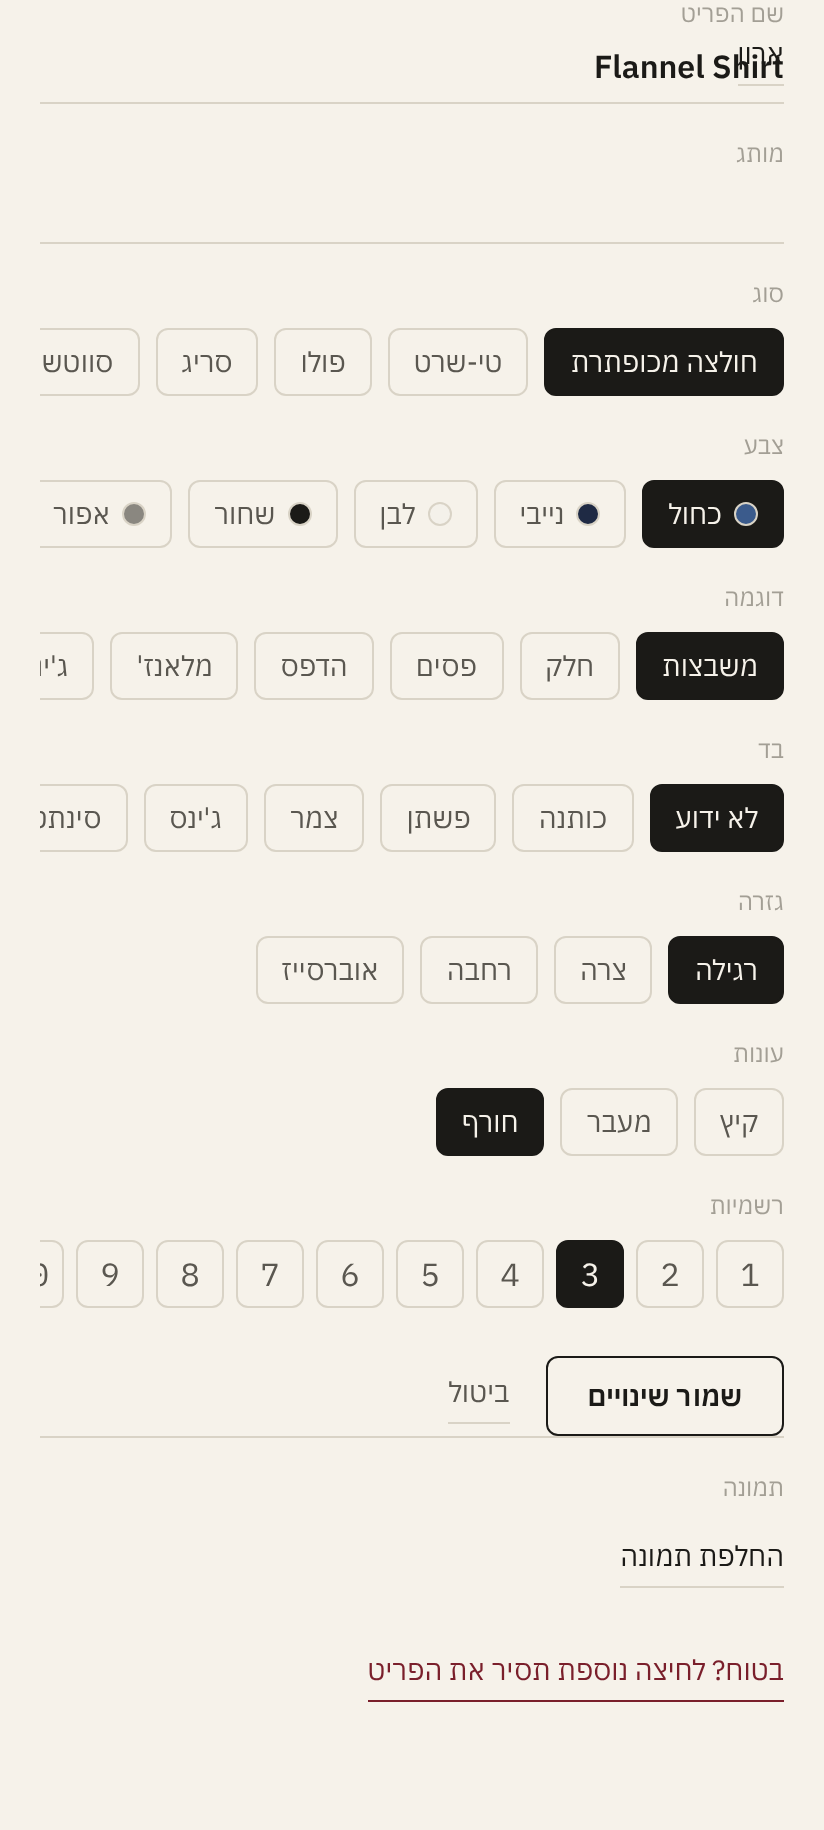 שם הפריט
ארון
Flannel Shirt
מותג
סוג
חולצה מכופתרת טי-שרט פולו סריג סווטש
צבע
כחול נייבי לבן שחור אפור
דוגמה
משבצות חלק פסים הדפס מלאנז'
בד
לא ידוע כותנה פשתן צמר ג'ינס
גזרה
רגילה צרה רחבה אוברסייז
עונות
קיץ מעבר חורף
רשמיות
1 2 3 4 5 6 7 8 9
שמור שינויים ביטול
תמונה
החלפת תמונה
בטוח? לחיצה נוספת תסיר את הפריט